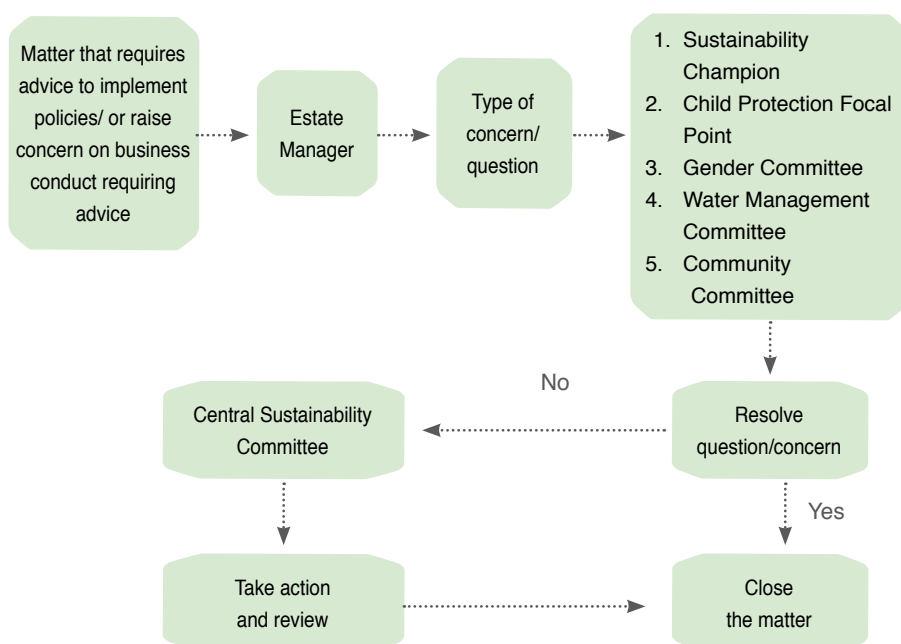 Matter that requires
advice to implement
policies/ or raise
concern on business
conduct requiring
advice
Estate
Manager
Type of
concern/
question
1. Sustainability
Champion
2. Child Protection Focal
Point
3. Gender Committee
4. Water Management
Committee
5. Community
Committee
Resolve
question/concern
No
Central Sustainability
Committee
Yes
Take action
and review
Close
the matter